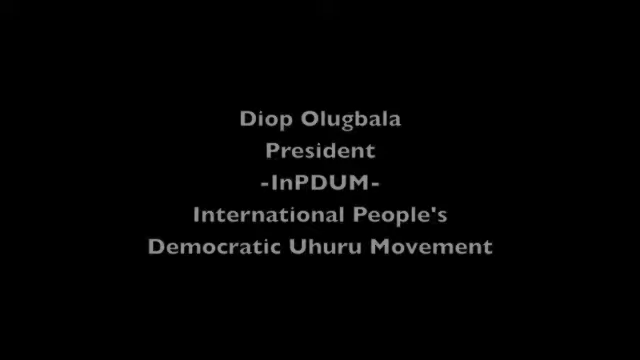 Diop Olugbala
President
-InPDUM-
International People's
Democratic Uhuru Movement